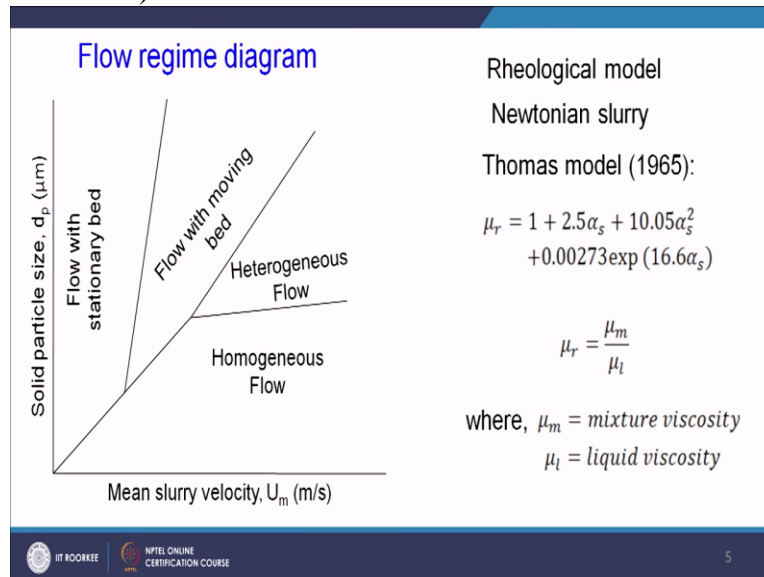 )
Flow regime diagram
Solid particle size, dₚ (µm)
Flow with
stationary bed
Flow with moving
bed
Heterogeneous
Flow
Homogeneous
Flow
Mean slurry velocity, Uₘ (m/s)
Rheological model
Newtonian slurry
Thomas model (1965):
μᵣ = 1 + 2.5αₛ + 10.05αₛ²
+0.00273exp (16.6αₛ)
μᵣ = μₘ/μₗ
where, μₘ = mixture viscosity
μₗ = liquid viscosity
IIT ROORKEE
NPTEL ONLINE
CERTIFICATION COURSE
5